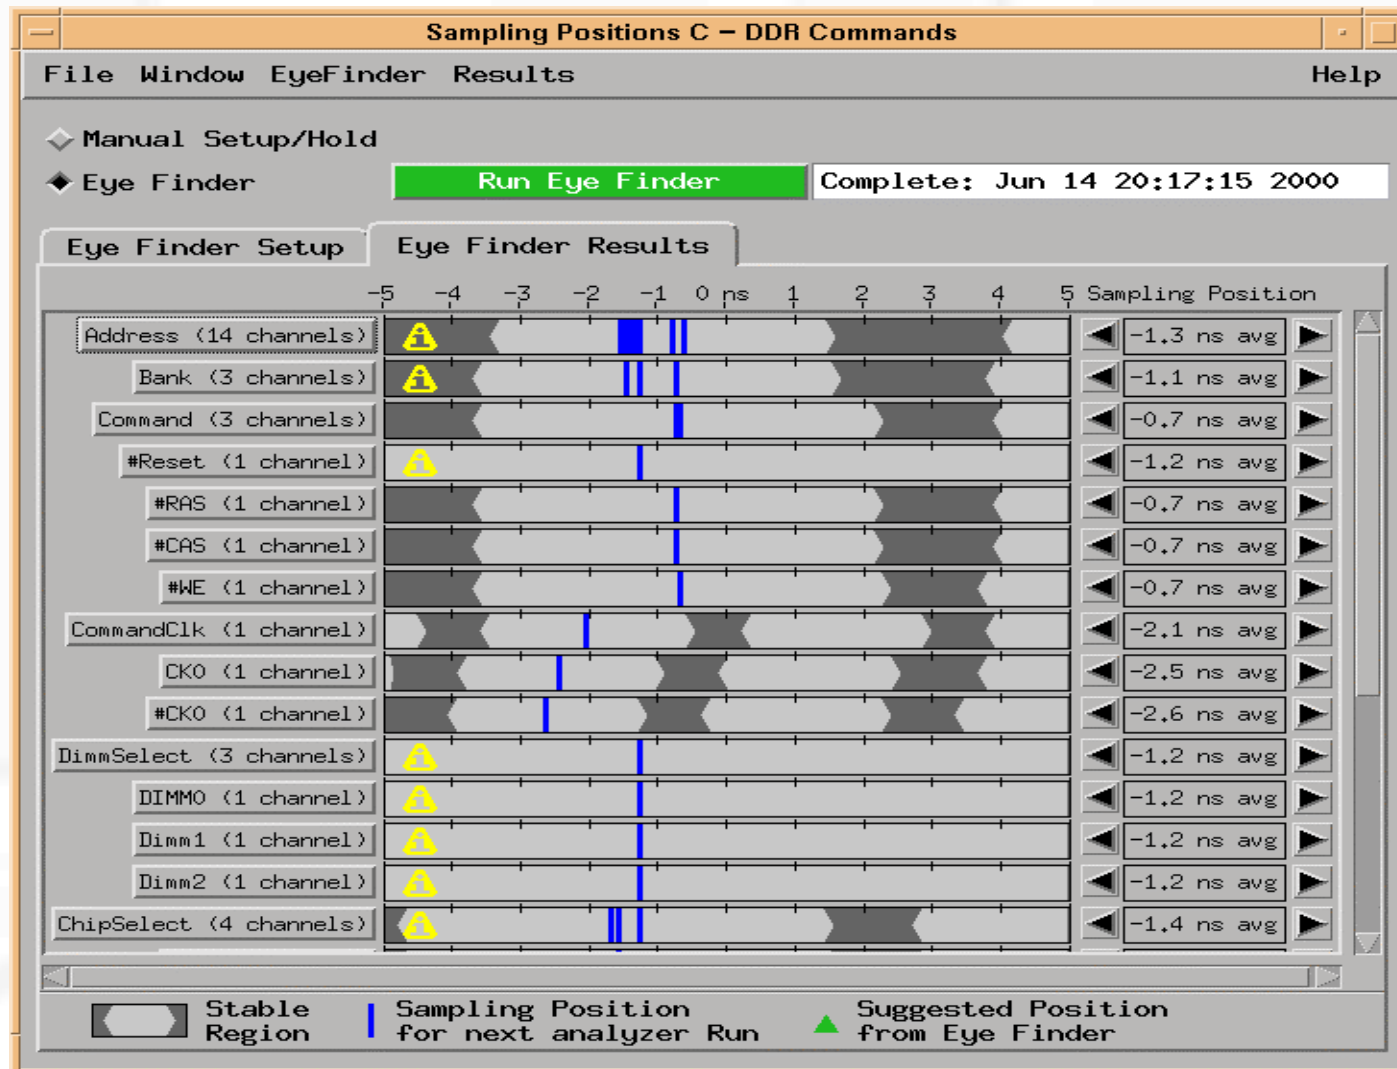 Sampling Positions C – DDR Commands
File Window EyeFinder Results Help
Manual Setup/Hold
Eye Finder Run Eye Finder Complete: Jun 14 20:17:15 2000
Eye Finder Setup Eye Finder Results
-5 -4 -3 -2 -1 0 ns 1 2 3 4 5 Sampling Position
Address (14 channels) -1.3 ns avg
Bank (3 channels) -1.1 ns avg
Command (3 channels) -0.7 ns avg
#Reset (1 channel) -1.2 ns avg
#RAS (1 channel) -0.7 ns avg
#CAS (1 channel) -0.7 ns avg
#WE (1 channel) -0.7 ns avg
CommandClk (1 channel) -2.1 ns avg
CK0 (1 channel) -2.5 ns avg
#CK0 (1 channel) -2.6 ns avg
DimmSelect (3 channels) -1.2 ns avg
DIMM0 (1 channel) -1.2 ns avg
Dimm1 (1 channel) -1.2 ns avg
Dimm2 (1 channel) -1.2 ns avg
ChipSelect (4 channels) -1.4 ns avg
Stable Sampling Position Suggested Position
Region for next analyzer Run from Eye Finder